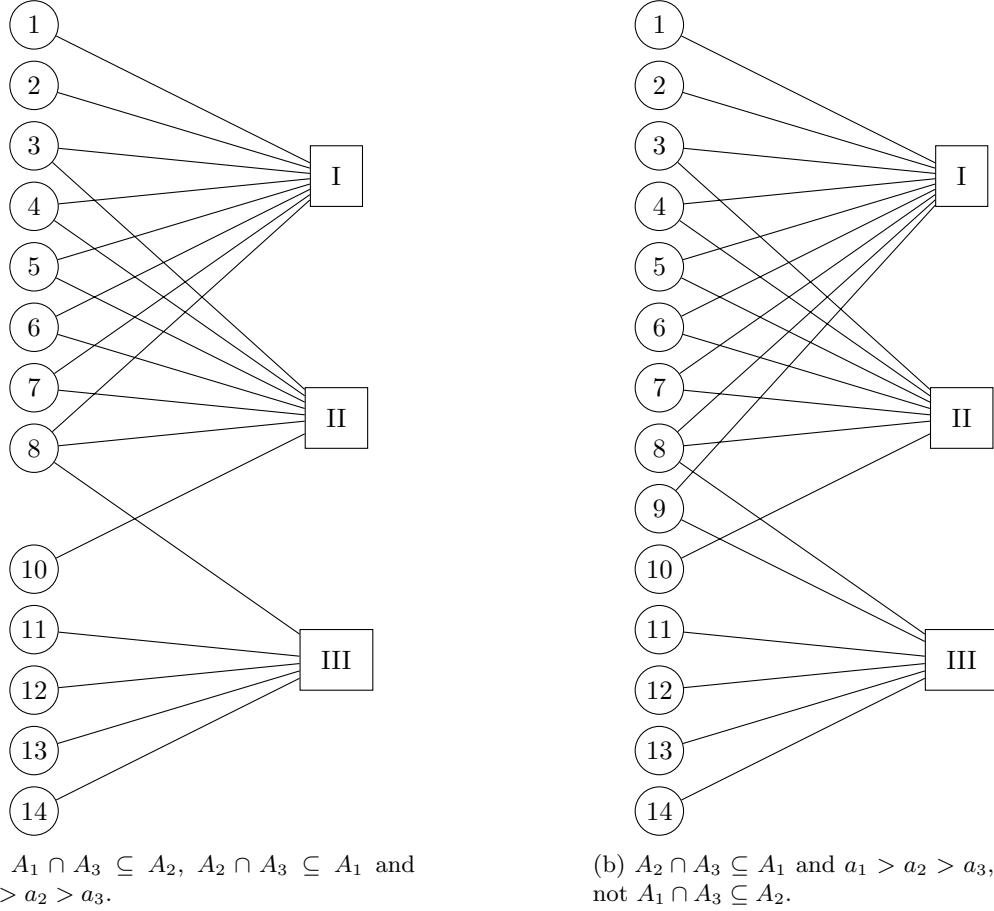 1
2
3
4
5
6
7
8
10
11
12
13
14
I
II
III
A₁ ∩ A₃ ⊆ A₂, A₂ ∩ A₃ ⊆ A₁ and
> a₂ > a₃.
1
2
3
4
5
6
7
8
9
10
11
12
13
14
I
II
III
(b) A₂ ∩ A₃ ⊆ A₁ and a₁ > a₂ > a₃,
not A₁ ∩ A₃ ⊆ A₂.